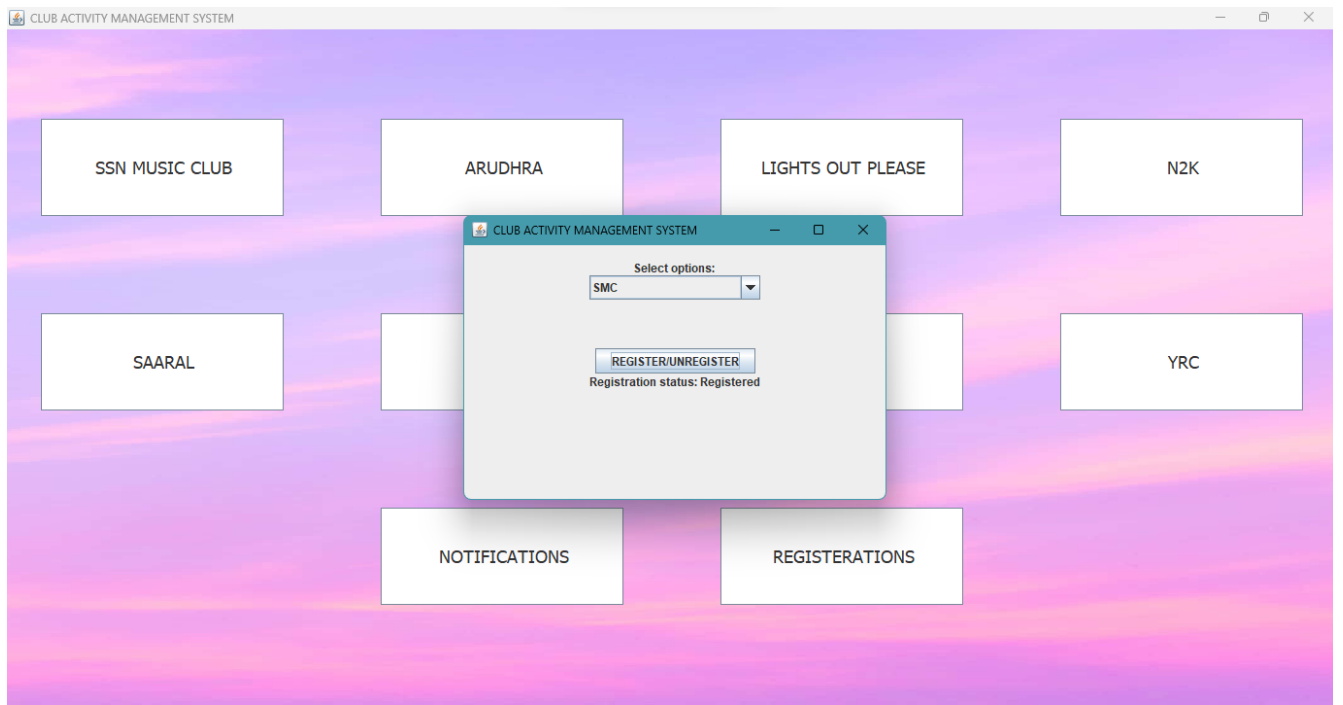 CLUB ACTIVITY MANAGEMENT SYSTEM
SSN MUSIC CLUB
ARUDHRA
LIGHTS OUT PLEASE
N2K
CLUB ACTIVITY MANAGEMENT SYSTEM
Select options:
SMC
REGISTER/UNREGISTER
Registration status: Registered
SAARAL
YRC
NOTIFICATIONS
REGISTERATIONS